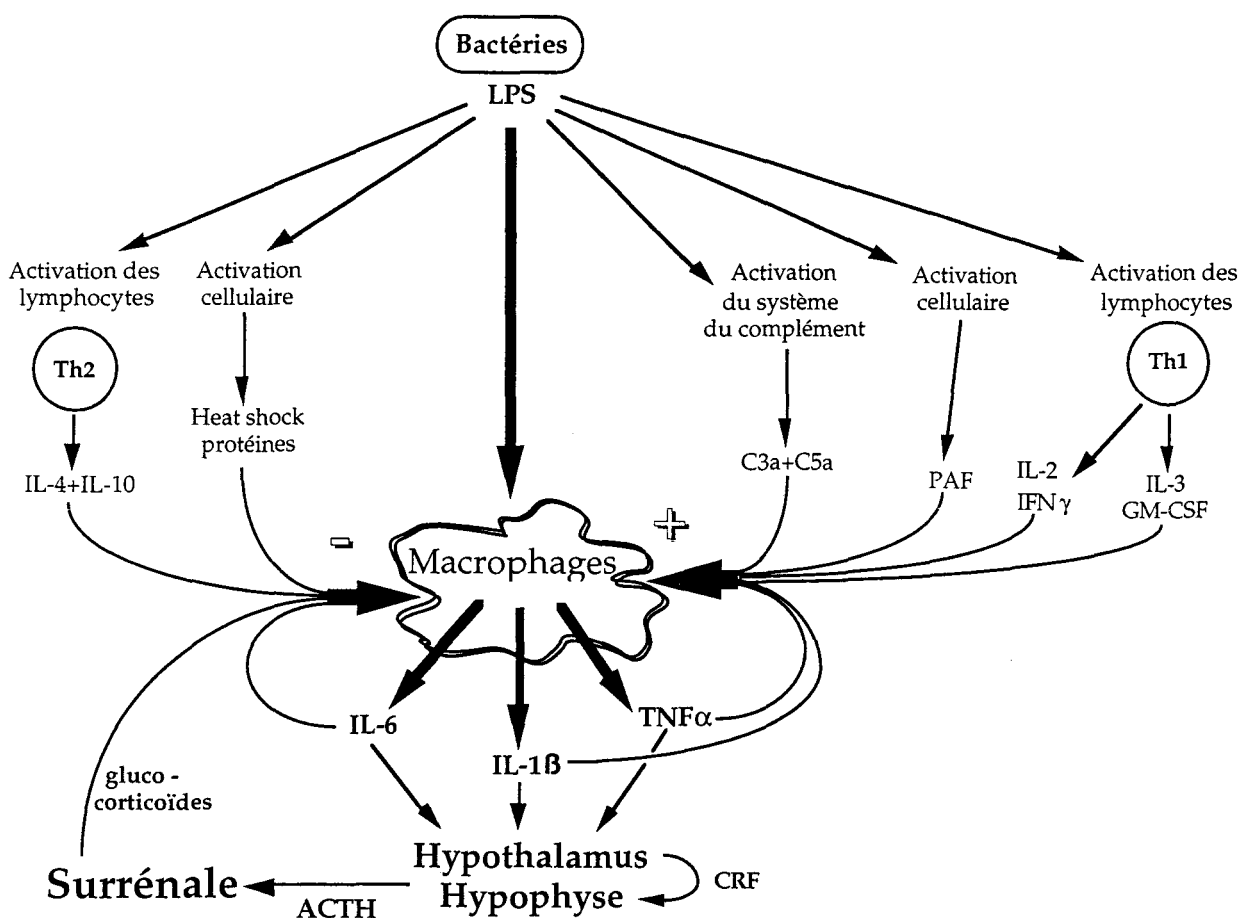 Bactéries
LPS
Activation des
lymphocytes
Th2
IL-4+IL-10
Activation
cellulaire
Heat shock
protéines
Activation
du système
du complément
C3a+C5a
Activation
cellulaire
PAF
Activation des
lymphocytes
Th1
IL-2
IFN γ
IL-3
GM-CSF
-
+
Macrophages
IL-6
IL-1ß
TNFα
gluco -
corticoïdes
Hypothalamus
Hypophyse
CRF
Surrénale
ACTH